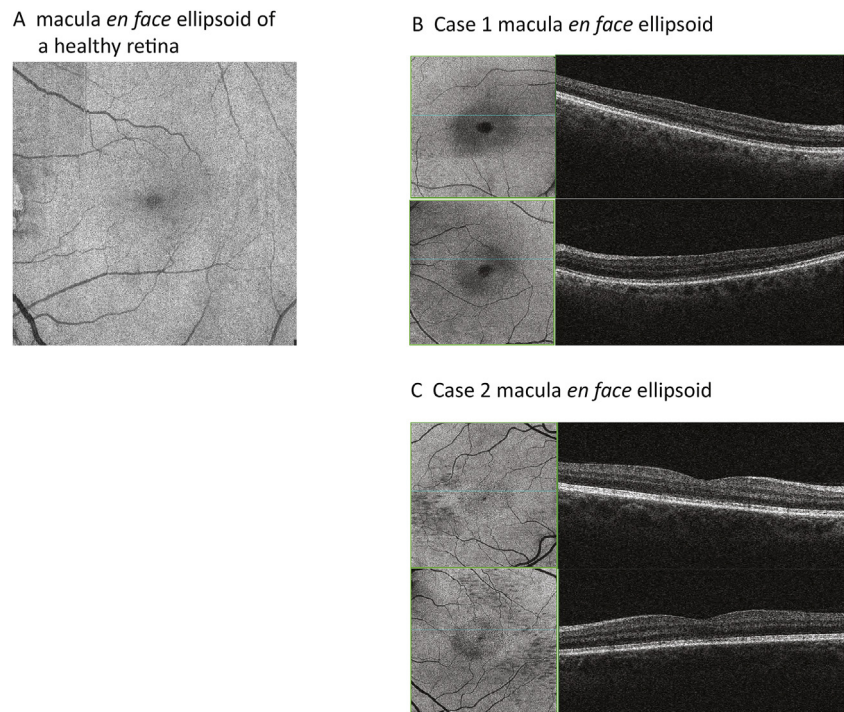 A macula en face ellipsoid of
a healthy retina
B Case 1 macula en face ellipsoid
C Case 2 macula en face ellipsoid